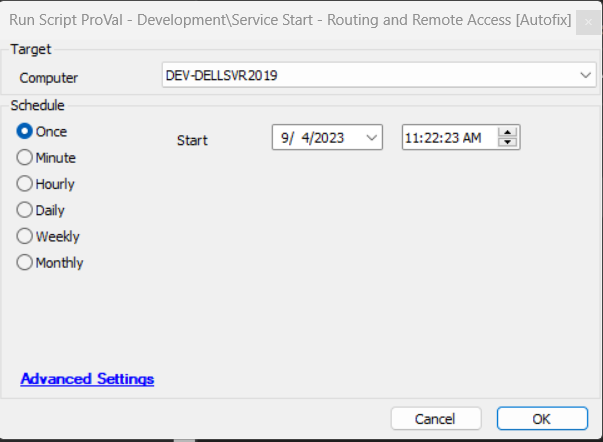 Run Script ProVal - Development\Service Start - Routing and Remote Access [Autofix]
Target
Computer DEV-DELLSVR2019
Schedule
Once
Start 9/ 4/2023 11:22:23 AM
Minute
Hourly
Daily
Weekly
Monthly
Advanced Settings
Cancel OK